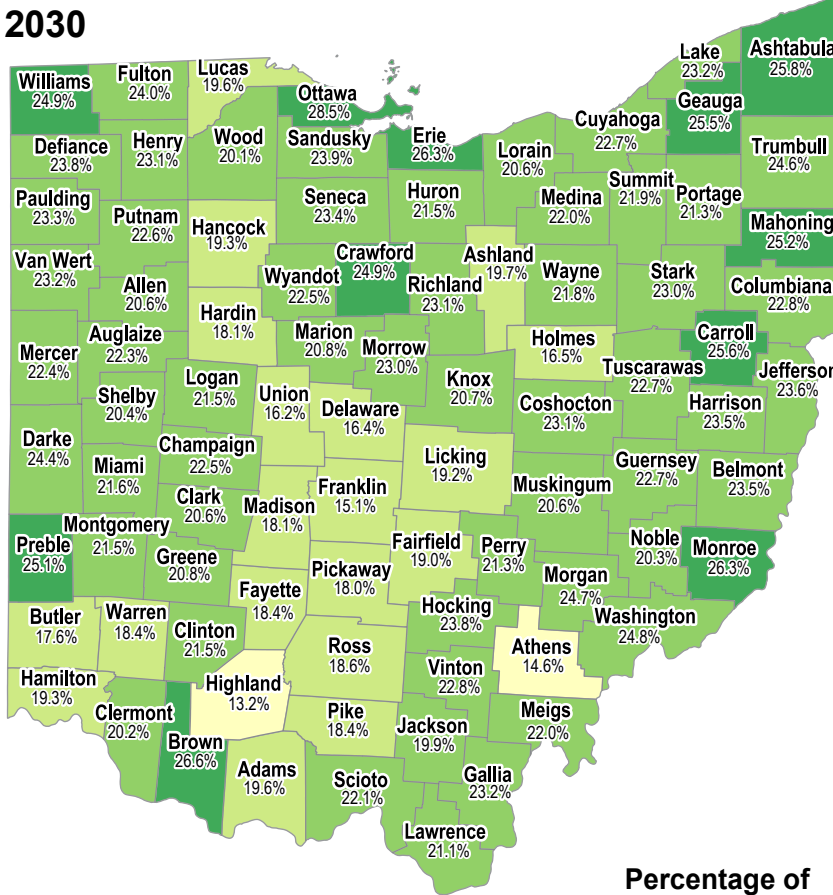 2030
Williams
24.9%
Fulton
24.0%
Lucas
19.6%
Ottawa
28.5%
Lake
23.2%
Ashtabula
25.8%
Geauga
25.5%
Defiance
23.8%
Henry
23.1%
Wood
20.1%
Sandusky
23.9%
Erie
26.3%
Lorain
20.6%
Cuyahoga
22.7%
Trumbull
24.6%
Paulding
23.3%
Putnam
22.6%
Hancock
19.3%
Seneca
23.4%
Huron
21.5%
Medina
22.0%
Summit
21.9%
Portage
21.3%
Mahoning
25.2%
Van Wert
23.2%
Allen
20.6%
Wyandot
22.5%
Crawford
24.9%
Richland
23.1%
Ashland
19.7%
Wayne
21.8%
Stark
23.0%
Columbiana
22.8%
Hardin
18.1%
Mercer
22.4%
Auglaize
22.3%
Marion
20.8%
Morrow
23.0%
Holmes
16.5%
Carroll
25.6%
Tuscarawas
22.7%
Jefferson
23.6%
Shelby
20.4%
Logan
21.5%
Union
16.2%
Delaware
16.4%
Knox
20.7%
Coshocton
23.1%
Harrison
23.5%
Darke
24.4%
Miami
21.6%
Champaign
22.5%
Licking
19.2%
Guernsey
22.7%
Belmont
23.5%
Clark
20.6%
Madison
18.1%
Franklin
15.1%
Muskingum
20.6%
Preble
25.1%
Montgomery
21.5%
Greene
20.8%
Fayette
18.4%
Pickaway
18.0%
Fairfield
19.0%
Perry
21.3%
Morgan
24.7%
Noble
20.3%
Monroe
26.3%
Butler
17.6%
Warren
18.4%
Clinton
21.5%
Ross
18.6%
Hocking
23.8%
Athens
14.6%
Washington
24.8%
Hamilton
19.3%
Clermont
20.2%
Highland
13.2%
Vinton
22.8%
Brown
26.6%
Adams
19.6%
Pike
18.4%
Jackson
19.9%
Meigs
22.0%
Scioto
22.1%
Gallia
23.2%
Lawrence
21.1%
Percentage of